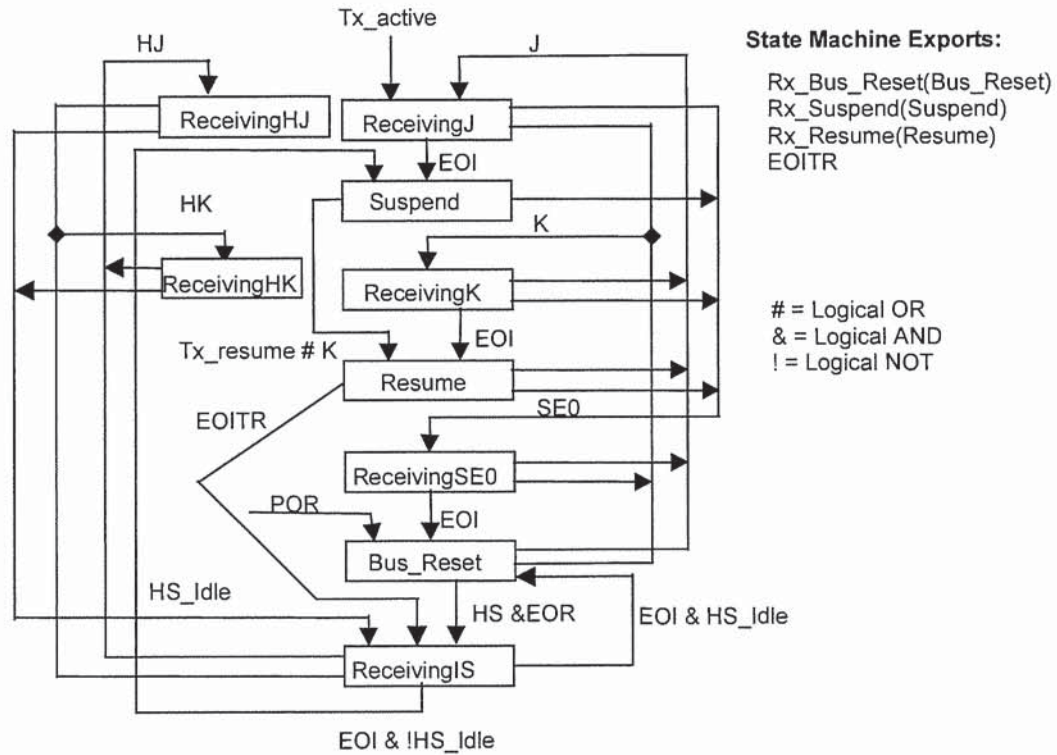 Tx_active
HJ
J
State Machine Exports:
Rx_Bus_Reset(Bus_Reset)
Rx_Suspend(Suspend)
Rx_Resume(Resume)
EOITR
ReceivingHJ
ReceivingJ
EOI
Suspend
HK
K
ReceivingHK
ReceivingK
# = Logical OR
& = Logical AND
! = Logical NOT
EOI
Tx_resume # K
Resume
EOITR
SE0
ReceivingSE0
POR
EOI
Bus_Reset
HS_Idle
HS &EOR
EOI & HS_Idle
ReceivingIS
EOI & !HS_Idle